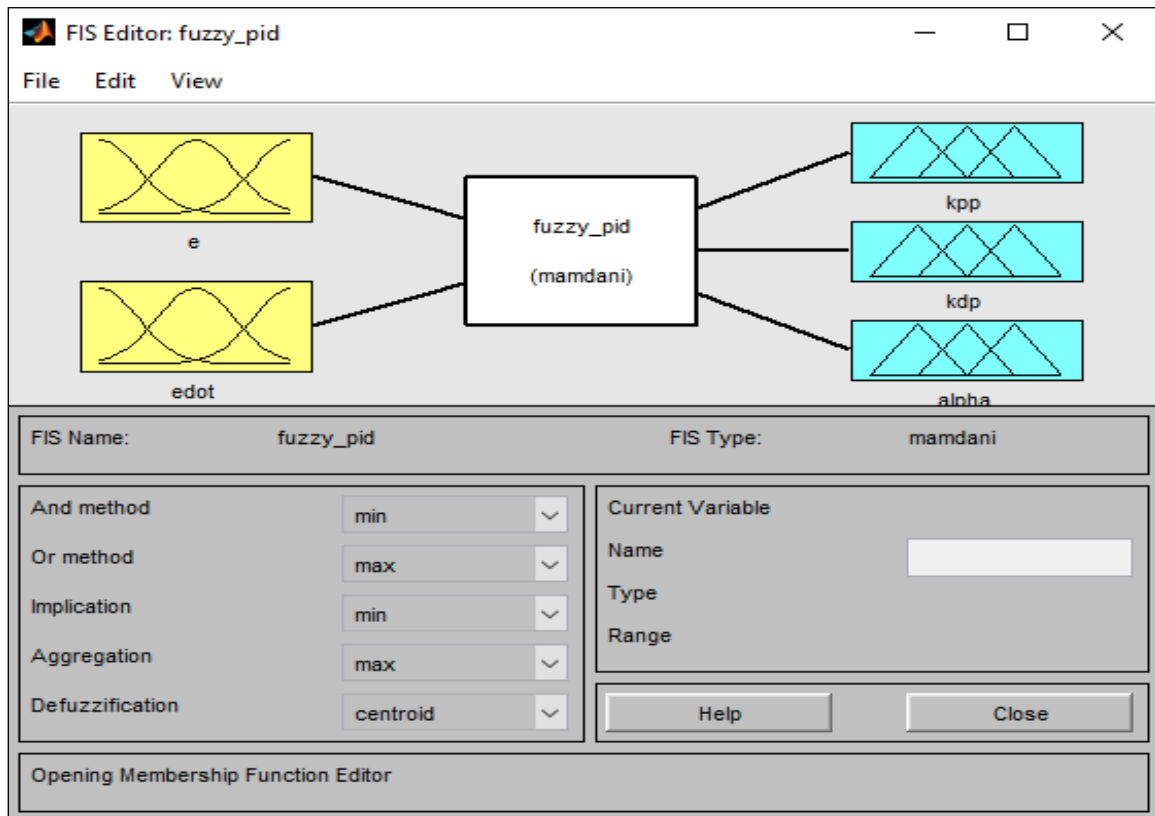 FIS Editor: fuzzy_pid
File Edit View
e
edot
fuzzy_pid
(mamdani)
kpp
kdp
alpha
FIS Name: fuzzy_pid FIS Type: mamdani
And method min
Or method max
Implication min
Aggregation max
Defuzzification centroid
Current Variable
Name
Type
Range
Help Close
Opening Membership Function Editor